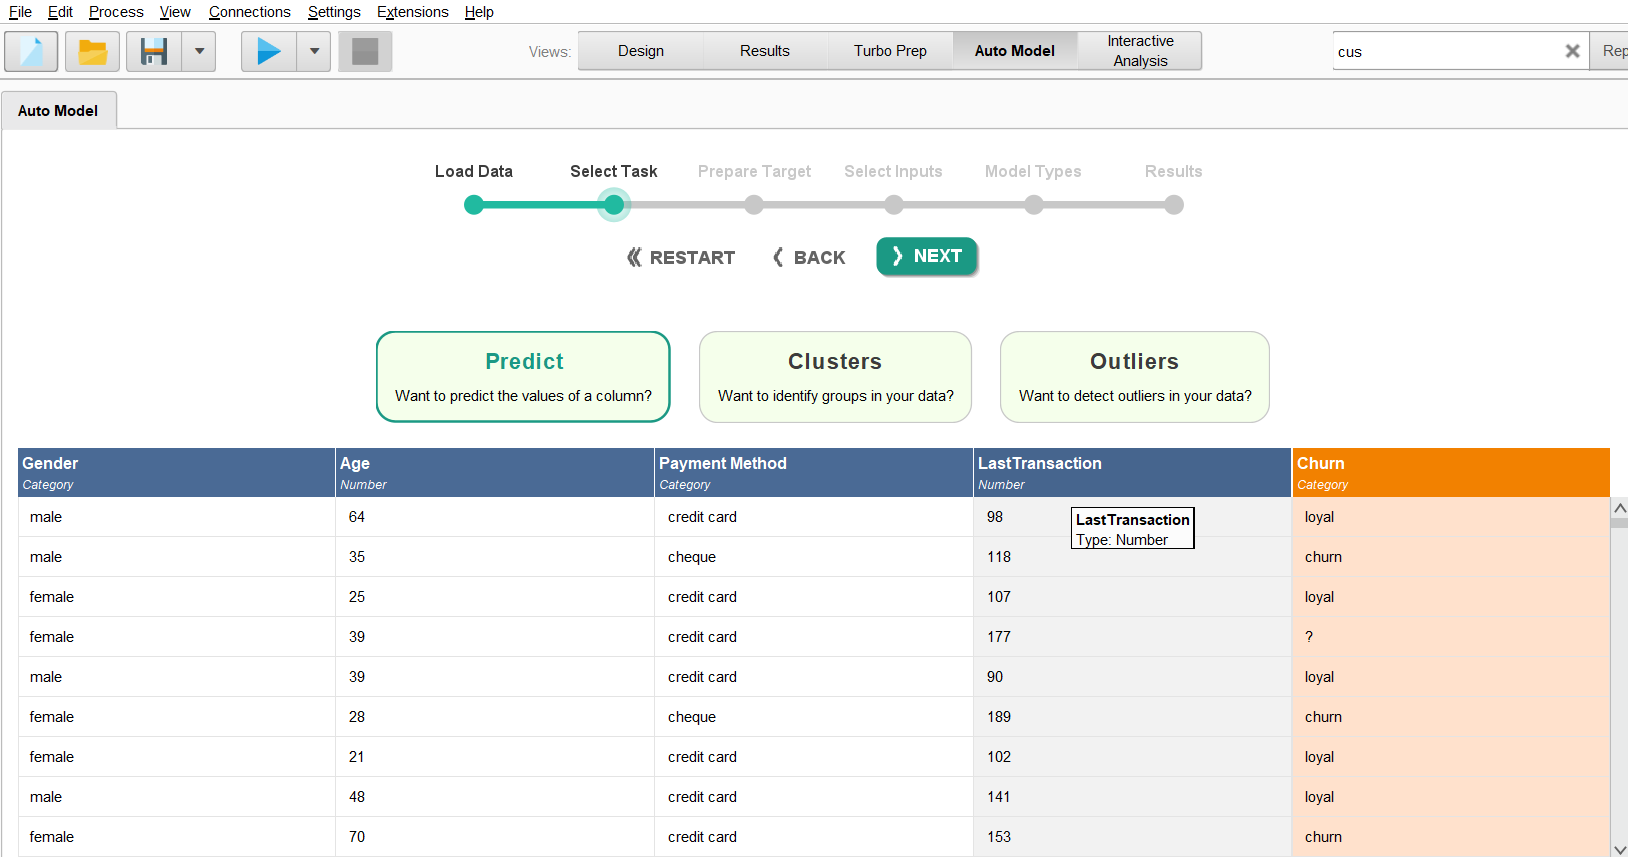 File Edit Process View Connections Settings Extensions Help
Views: Design Results Turbo Prep Auto Model Interactive Analysis cus
Auto Model
Load Data Select Task Prepare Target Select Inputs Model Types Results
RESTART BACK NEXT
Predict Clusters Outliers
Want to predict the values of a column? Want to identify groups in your data? Want to detect outliers in your data?
Gender Age Payment Method LastTransaction Churn
Category Number Category Number Category
male 64 credit card 98 loyal
LastTransaction
Type: Number
male 35 cheque 118 churn
female 25 credit card 107 loyal
female 39 credit card 177 ?
male 39 credit card 90 loyal
female 28 cheque 189 churn
female 21 credit card 102 loyal
male 48 credit card 141 loyal
female 70 credit card 153 churn